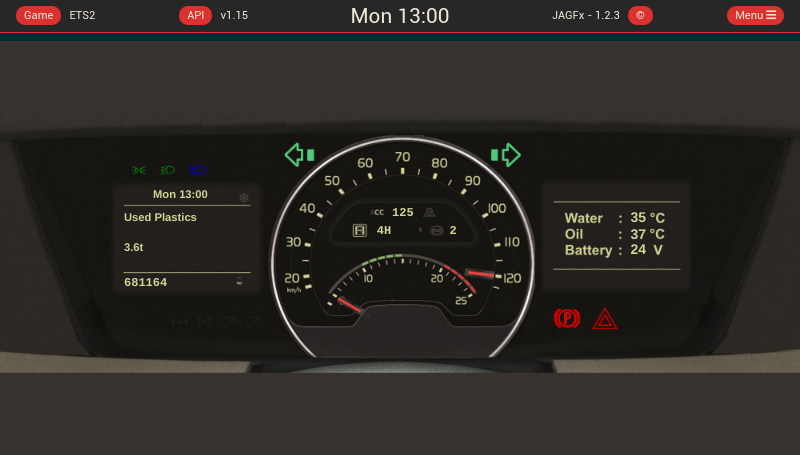 Game ETS2 API v1.15 Mon 13:00 JAGFx - 1.2.3 © Menu
Mon 13:00
Used Plastics
3.6t
681164
20 30 40 50 60 70 80 90 100 110 120
km/h
ACC 125
4H 2
10 20 25
Water : 35 °C
Oil : 37 °C
Battery : 24 V
P